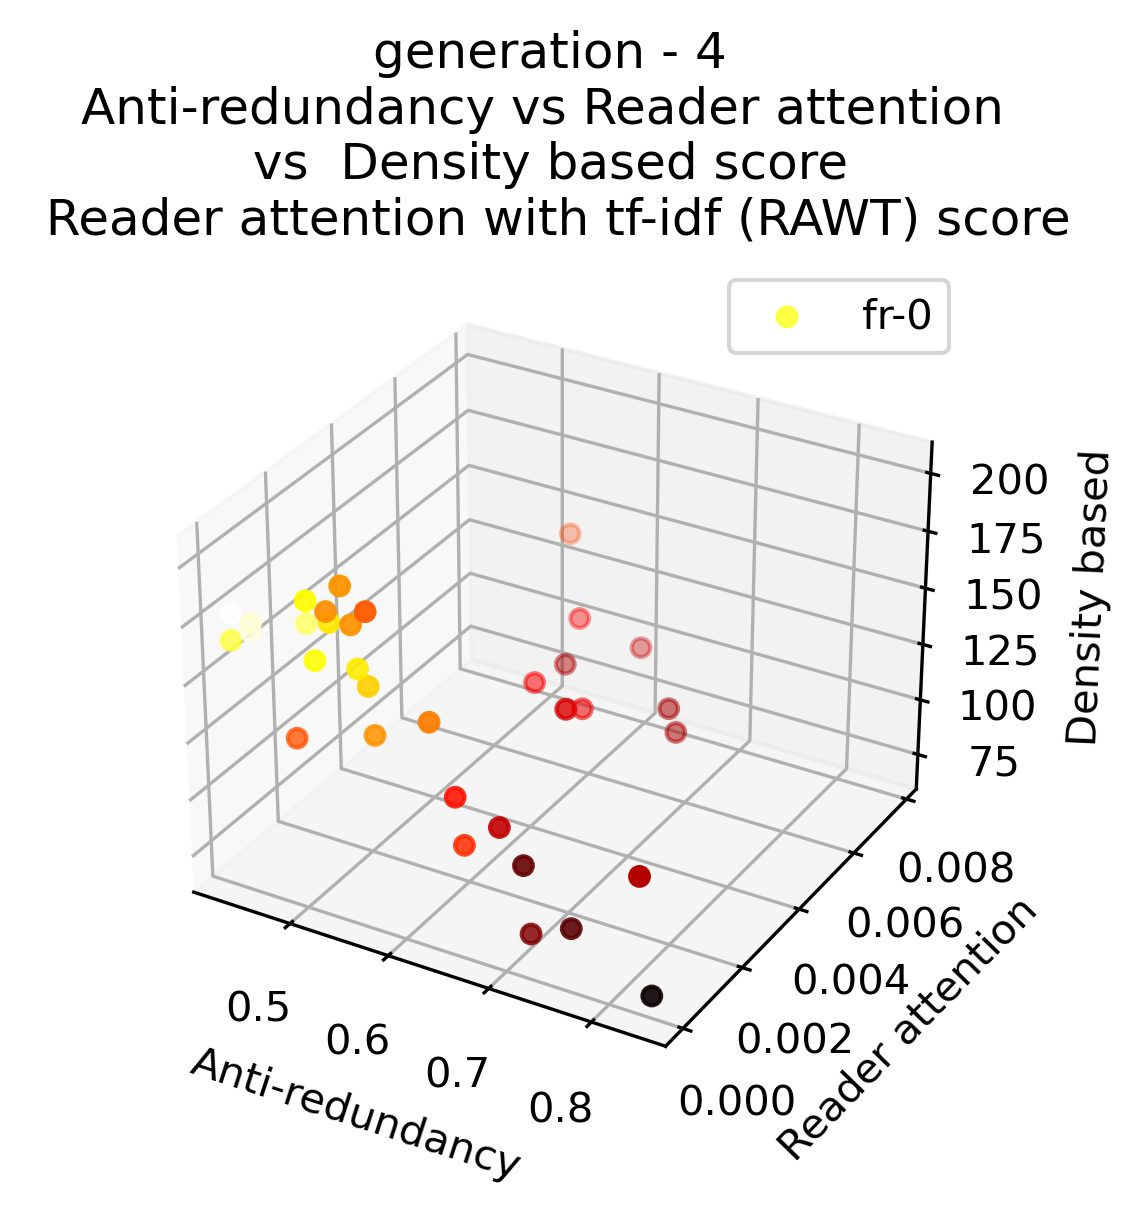 generation - 4
Anti-redundancy vs Reader attention
vs  Density based score
Reader attention with tf-idf (RAWT) score
fr-0
200
175
150
125
100
75
Density based
0.008
0.006
0.004
0.002
0.000
Reader attention
0.5
0.6
0.7
0.8
Anti-redundancy